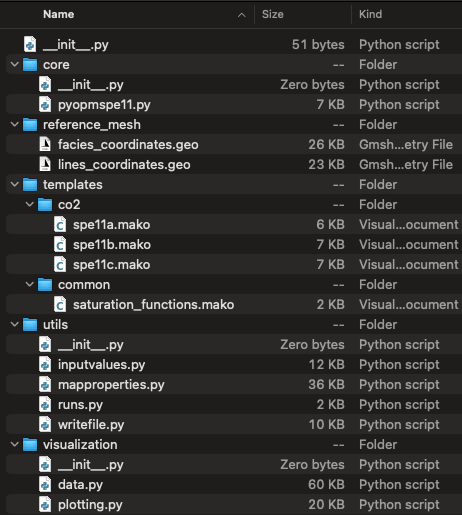 Name Size Kind
__init__.py 51 bytes Python script
core -- Folder
__init__.py Zero bytes Python script
pyopmspe11.py 7 KB Python script
reference_mesh -- Folder
facies_coordinates.geo 26 KB Gmsh...etry File
lines_coordinates.geo 23 KB Gmsh...etry File
templates -- Folder
co2 -- Folder
spe11a.mako 6 KB Visual...ocument
spe11b.mako 7 KB Visual...ocument
spe11c.mako 7 KB Visual...ocument
common -- Folder
saturation_functions.mako 2 KB Visual...ocument
utils -- Folder
__init__.py Zero bytes Python script
inputvalues.py 12 KB Python script
mapproperties.py 36 KB Python script
runs.py 2 KB Python script
writefile.py 10 KB Python script
visualization -- Folder
__init__.py Zero bytes Python script
data.py 60 KB Python script
plotting.py 20 KB Python script